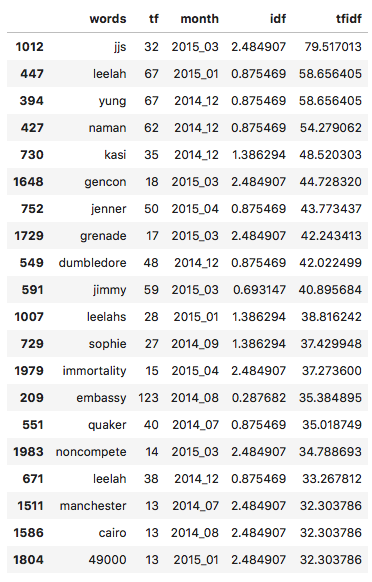 words tf month idf tfidf
1012 jjs 32 2015_03 2.484907 79.517013
447 leelah 67 2015_01 0.875469 58.656405
394 yung 67 2014_12 0.875469 58.656405
427 naman 62 2014_12 0.875469 54.279062
730 kasi 35 2014_12 1.386294 48.520303
1648 gencon 18 2015_03 2.484907 44.728320
752 jenner 50 2015_04 0.875469 43.773437
1729 grenade 17 2015_03 2.484907 42.243413
549 dumbledore 48 2014_12 0.875469 42.022499
591 jimmy 59 2015_03 0.693147 40.895684
1007 leelahs 28 2015_01 1.386294 38.816242
729 sophie 27 2014_09 1.386294 37.429948
1979 immortality 15 2015_04 2.484907 37.273600
209 embassy 123 2014_08 0.287682 35.384895
551 quaker 40 2014_07 0.875469 35.018749
1983 noncompete 14 2015_03 2.484907 34.788693
671 leelah 38 2014_12 0.875469 33.267812
1511 manchester 13 2014_07 2.484907 32.303786
1586 cairo 13 2014_08 2.484907 32.303786
1804 49000 13 2015_01 2.484907 32.303786